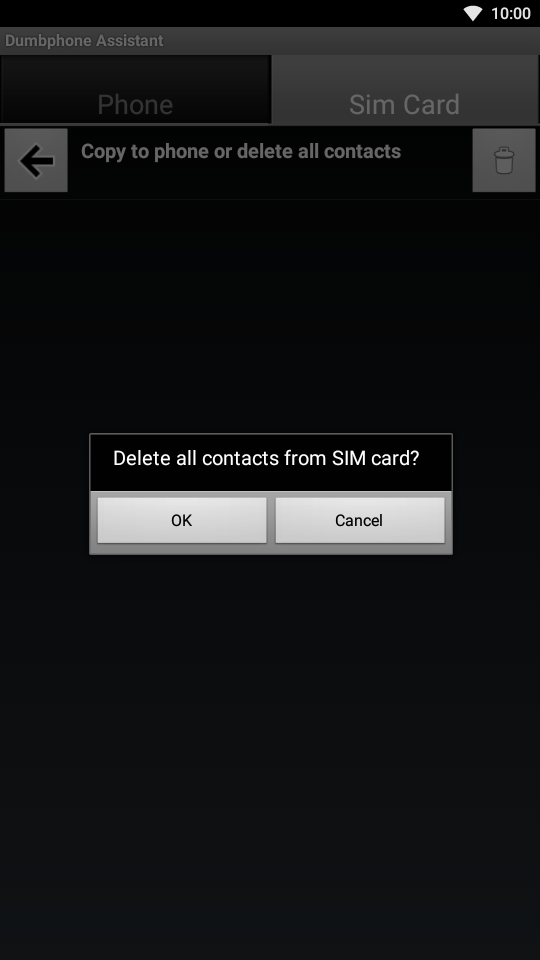 10:00
Dumbphone Assistant
Phone
Sim Card
Copy to phone or delete all contacts
Delete all contacts from SIM card?
OK
Cancel